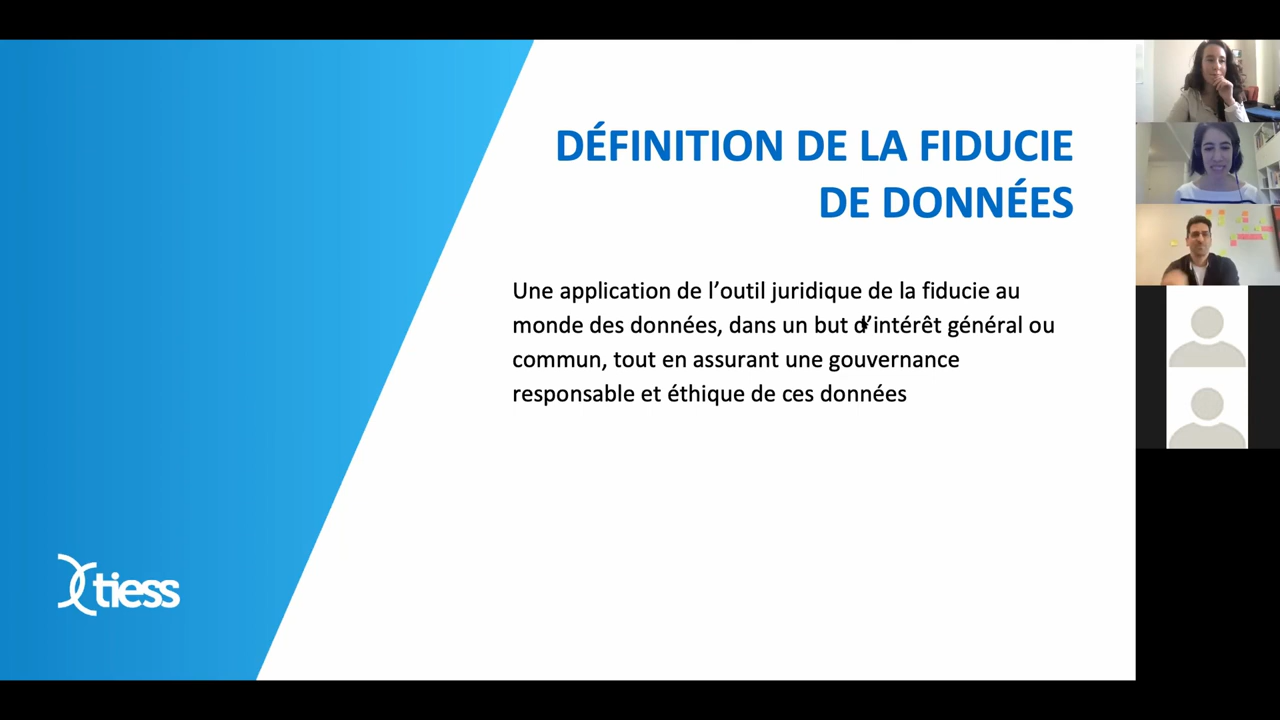 DÉFINITION DE LA FIDUCIE
DE DONNÉES
Une application de l’outil juridique de la fiducie au
monde des données, dans un but d’intérêt général ou
commun, tout en assurant une gouvernance
responsable et éthique de ces données
tiess